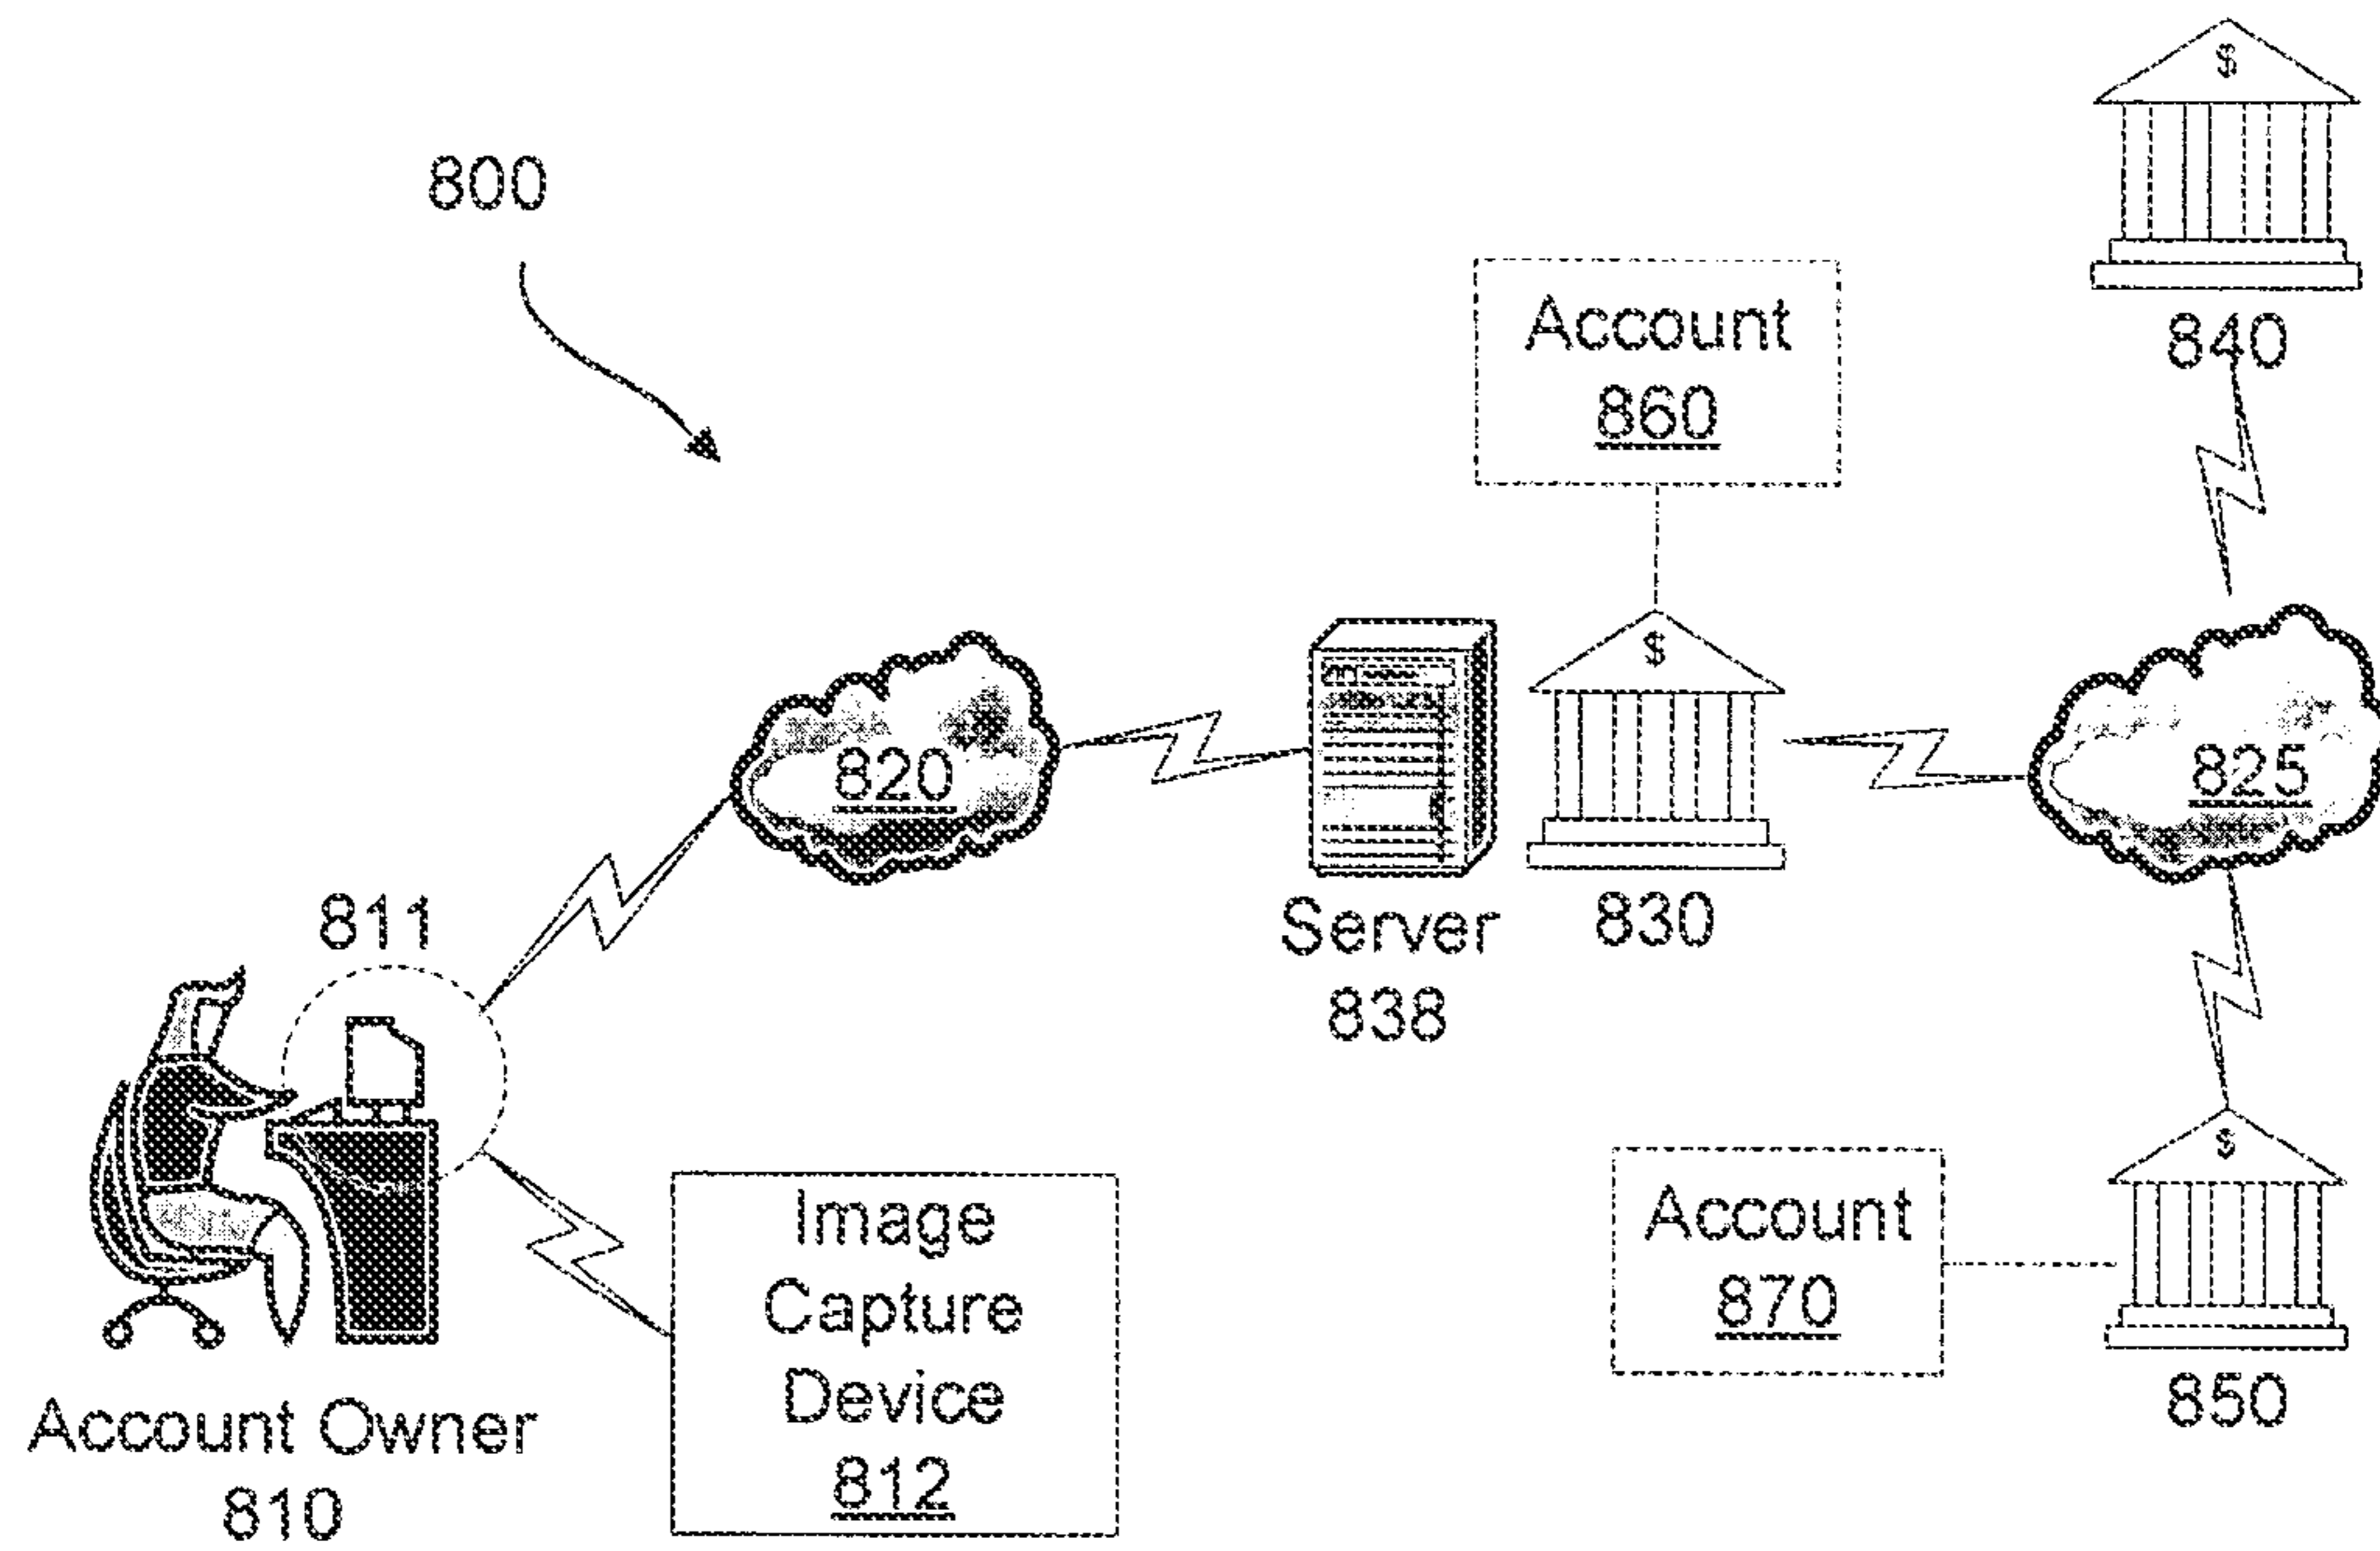 $
800
840
Account
860
$
820
825
811
Server
838
830
$
Account
870
850
Image
Capture
Device
812
Account Owner
810